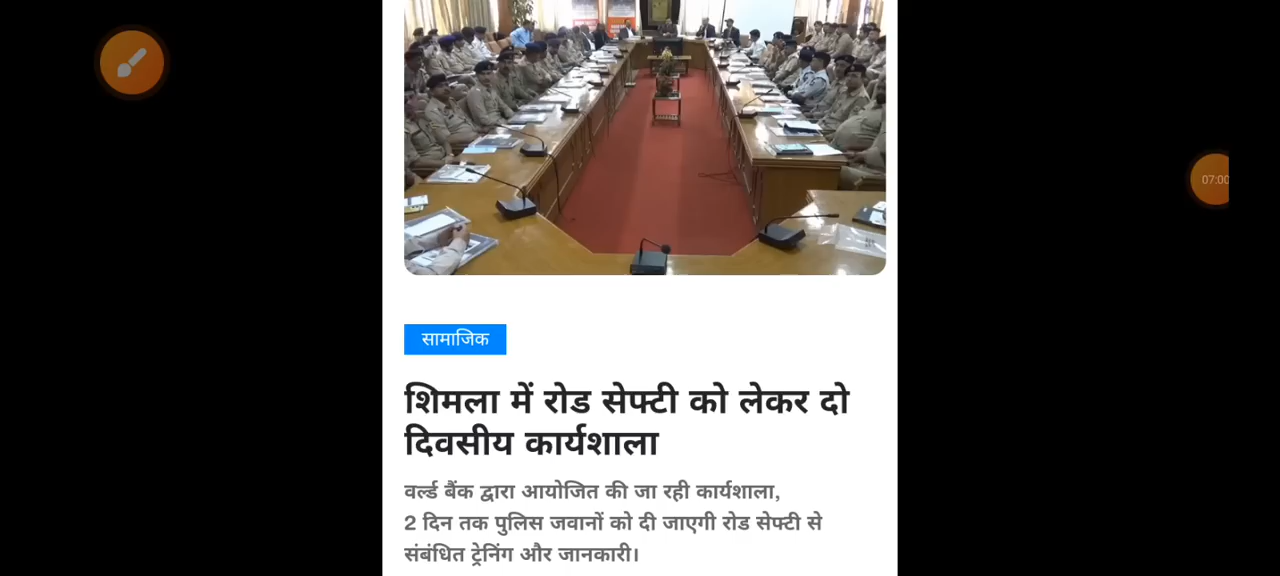 07:00
सामाजिक
शिमला में रोड सेफ्टी को लेकर दो
दिवसीय कार्यशाला
वर्ल्ड बैंक द्वारा आयोजित की जा रही कार्यशाला,
2 दिन तक पुलिस जवानों को दी जाएगी रोड सेफ्टी से
संबंधित ट्रेनिंग और जानकारी।